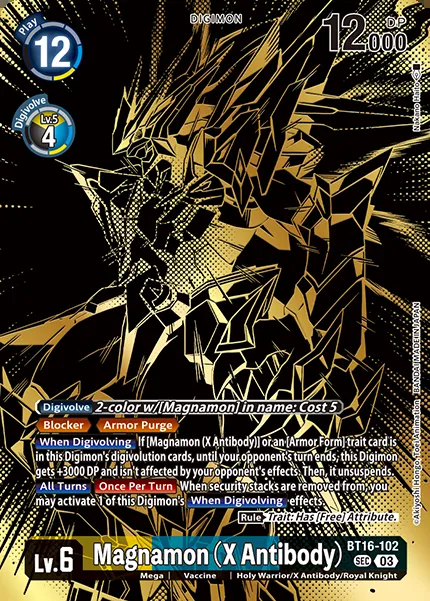 DIGIMON
Play
12
12000
DP
Digivolve
Lv.5
4
Digivolve 2-color w/[Magnamon] in name: Cost 5
Blocker Armor Purge
When Digivolving If [Magnamon (X Antibody)] or an [Armor Form] trait card is
in this Digimon's digivolution cards, until your opponent's turn ends, this Digimon
gets +3000 DP and isn't affected by your opponent's effects. Then, it unsuspends.
All Turns Once Per Turn When security stacks are removed from, you
may activate 1 of this Digimon's When Digivolving effects.
Rule Trait: Has [Free] Attribute.
©Akiyoshi Hongo, Toei Animation BANDAI MADE IN JAPAN
Lv.6
Magnamon (X Antibody)
BT16-102
SEC 03
Mega Vaccine Holy Warrior/X Antibody/Royal Knight